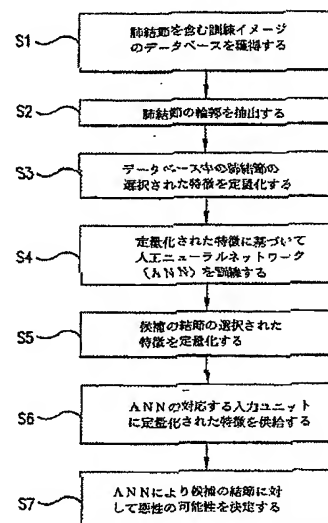 S1
肺結節を含む訓練イメージ
のデータベースを獲得する
S2
肺結節の輪郭を抽出する
S3
データベース中の肺結節の
選択された特徴を定量化する
S4
定量化された特徴に基づいて
人工ニューラルネットワーク
(ANN)を訓練する
S5
候補の結節の選択された
特徴を定量化する
S6
ANNの対応する入力ユニット
に定量化された特徴を供給する
S7
ANNにより候補の結節に対
して悪性の可能性を決定する